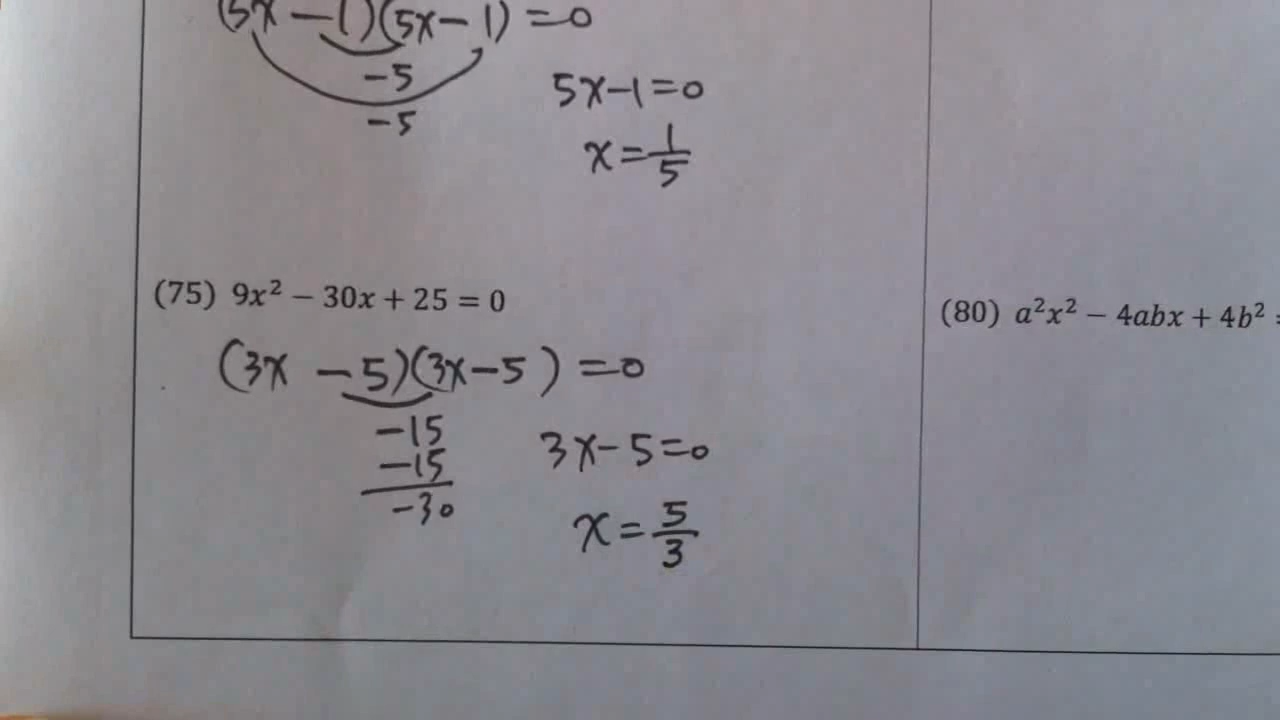 (5x − 1)(5x − 1) = 0
−5
−5
5x − 1 = 0
x = 1/5
(75) 9x² − 30x + 25 = 0
(3x − 5)(3x − 5) = 0
−15
−15
−30
3x − 5 = 0
x = 5/3
(80) a²x² − 4abx + 4b² =